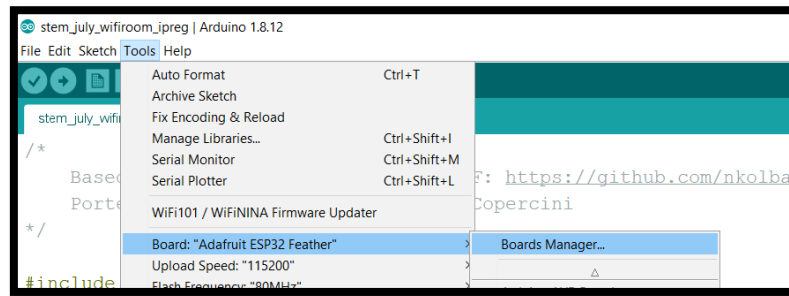 stem_july_wifiroom_ipreg | Arduino 1.8.12
File Edit Sketch Tools Help
Auto Format Ctrl+T
Archive Sketch
Fix Encoding & Reload
stem_july_wifi
Manage Libraries... Ctrl+Shift+I
/*
Serial Monitor Ctrl+Shift+M
Based
Serial Plotter Ctrl+Shift+L
F: https://github.com/nkolba
Porte
WiFi101 / WiFiNINA Firmware Updater
Copercini
*/
Board: "Adafruit ESP32 Feather" Boards Manager...
Upload Speed: "115200"
#include
Flash Frequency: "80MHz"